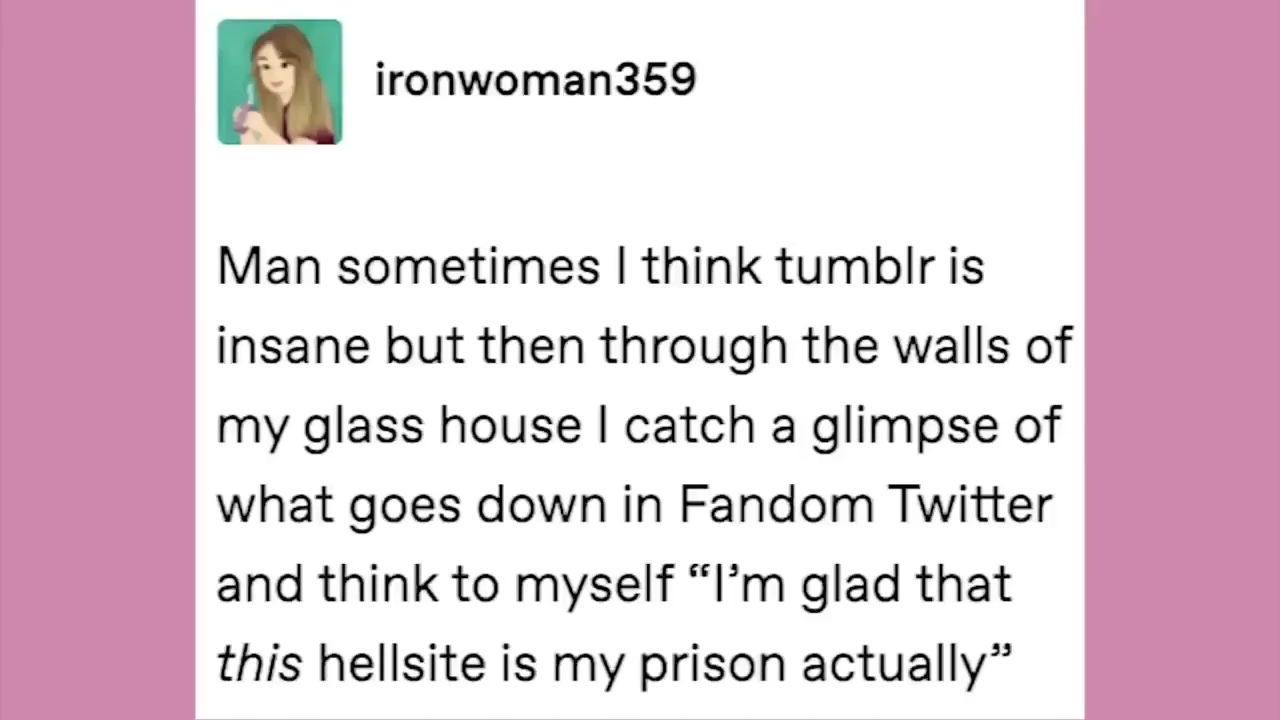 ironwoman359
Man sometimes I think tumblr is
insane but then through the walls of
my glass house I catch a glimpse of
what goes down in Fandom Twitter
and think to myself “I’m glad that
this hellsite is my prison actually”